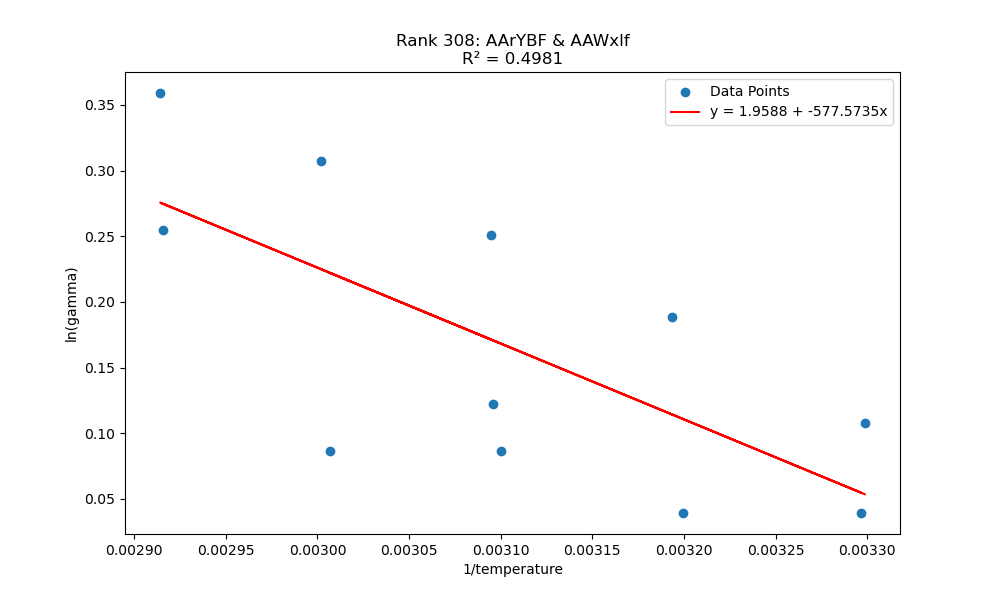 Rank 308: AArYBF & AAWxlf
R² = 0.4981
Data Points
y = 1.9588 + -577.5735x
0.35
0.30
0.25
0.20
0.15
0.10
0.05
ln(gamma)
0.00290 0.00295 0.00300 0.00305 0.00310 0.00315 0.00320 0.00325 0.00330
1/temperature